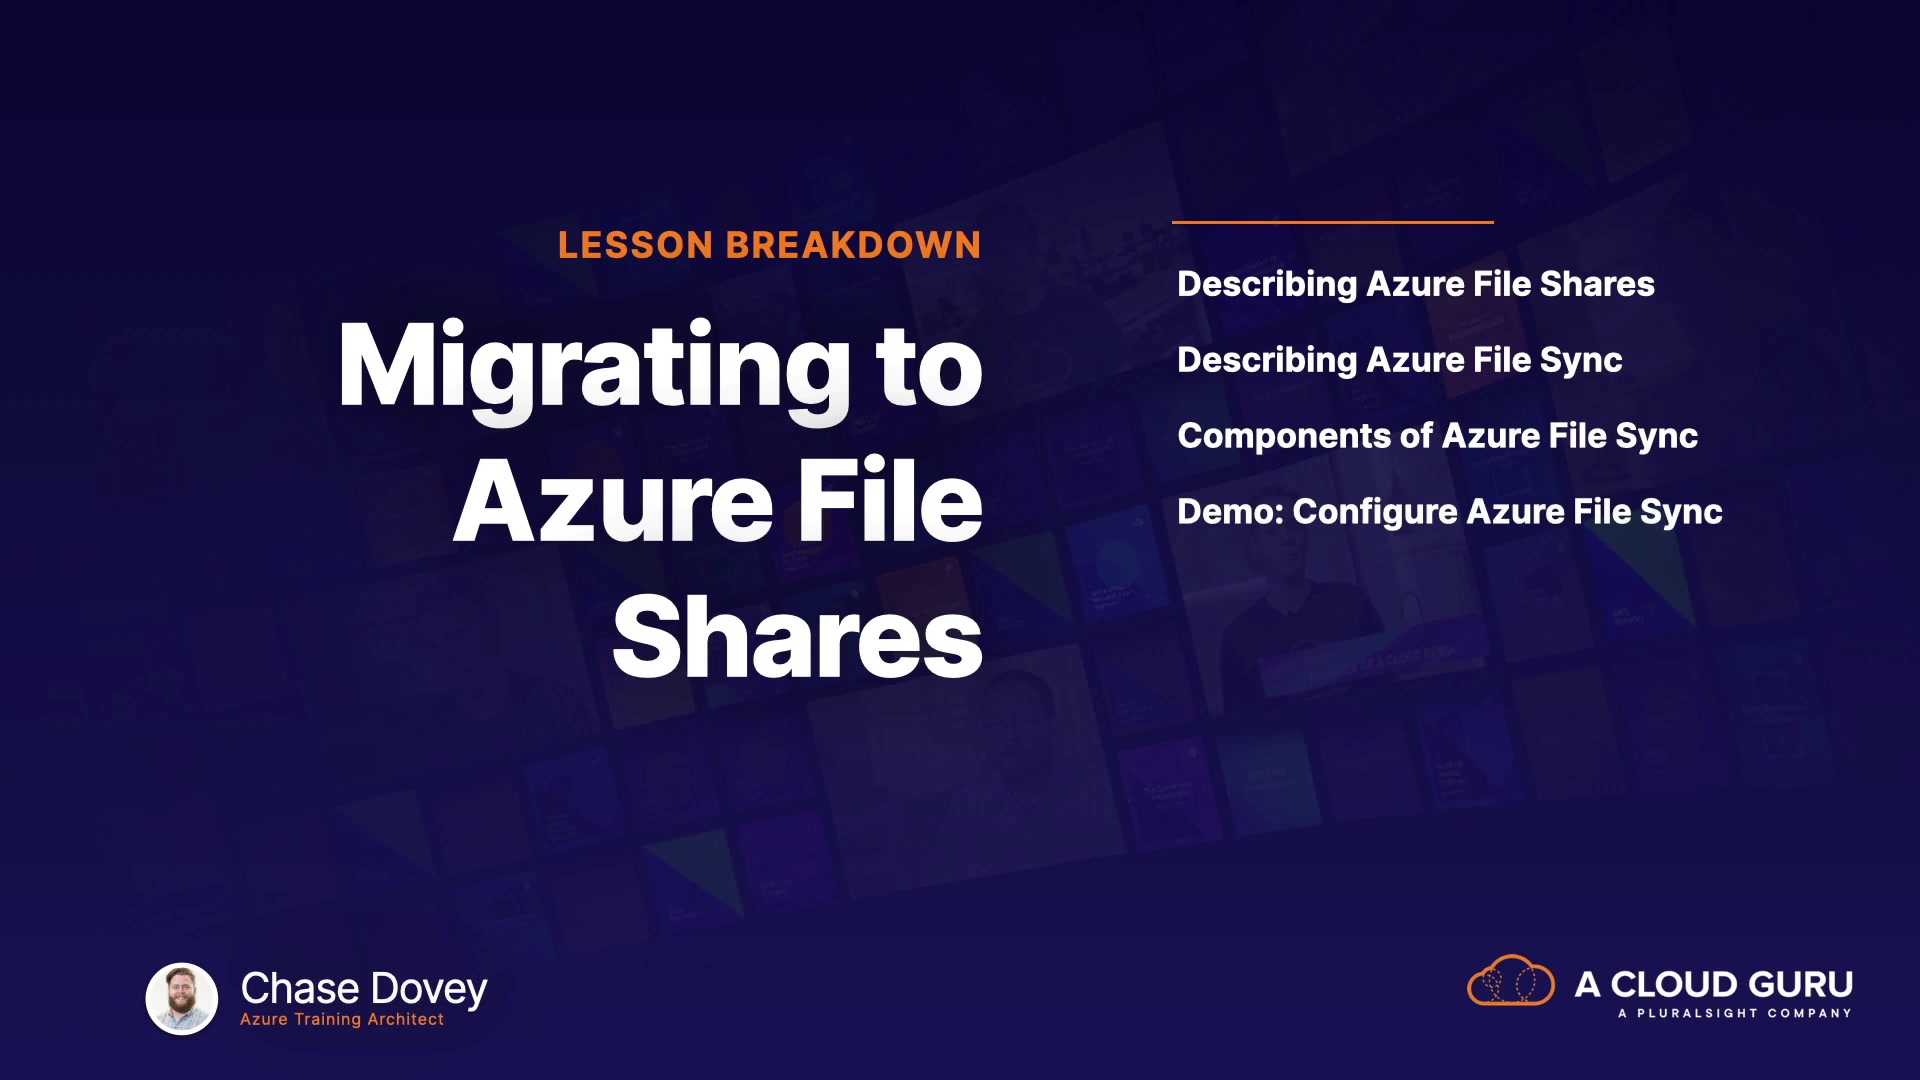 LESSON BREAKDOWN
Migrating to
Azure File
Shares
Describing Azure File Shares
Describing Azure File Sync
Components of Azure File Sync
Demo: Configure Azure File Sync
Chase Dovey
Azure Training Architect
A CLOUD GURU
A PLURALSIGHT COMPANY